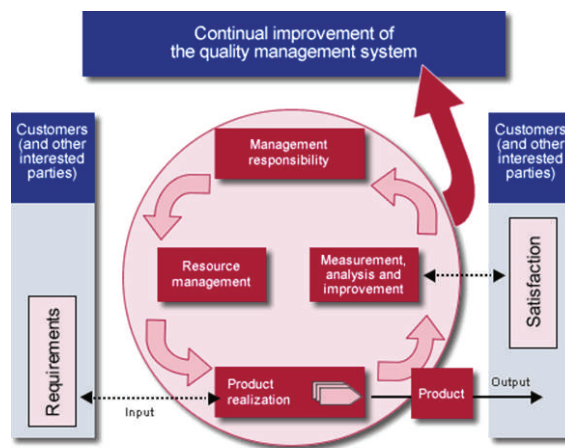 Continual improvement of
the quality management system
Customers
(and other
interested
parties)
Customers
(and other
interested
parties)
Management
responsibility
Resource
management
Measurement,
analysis and
improvement
Satisfaction
Requirements
Product
realization
Product
Input
Output